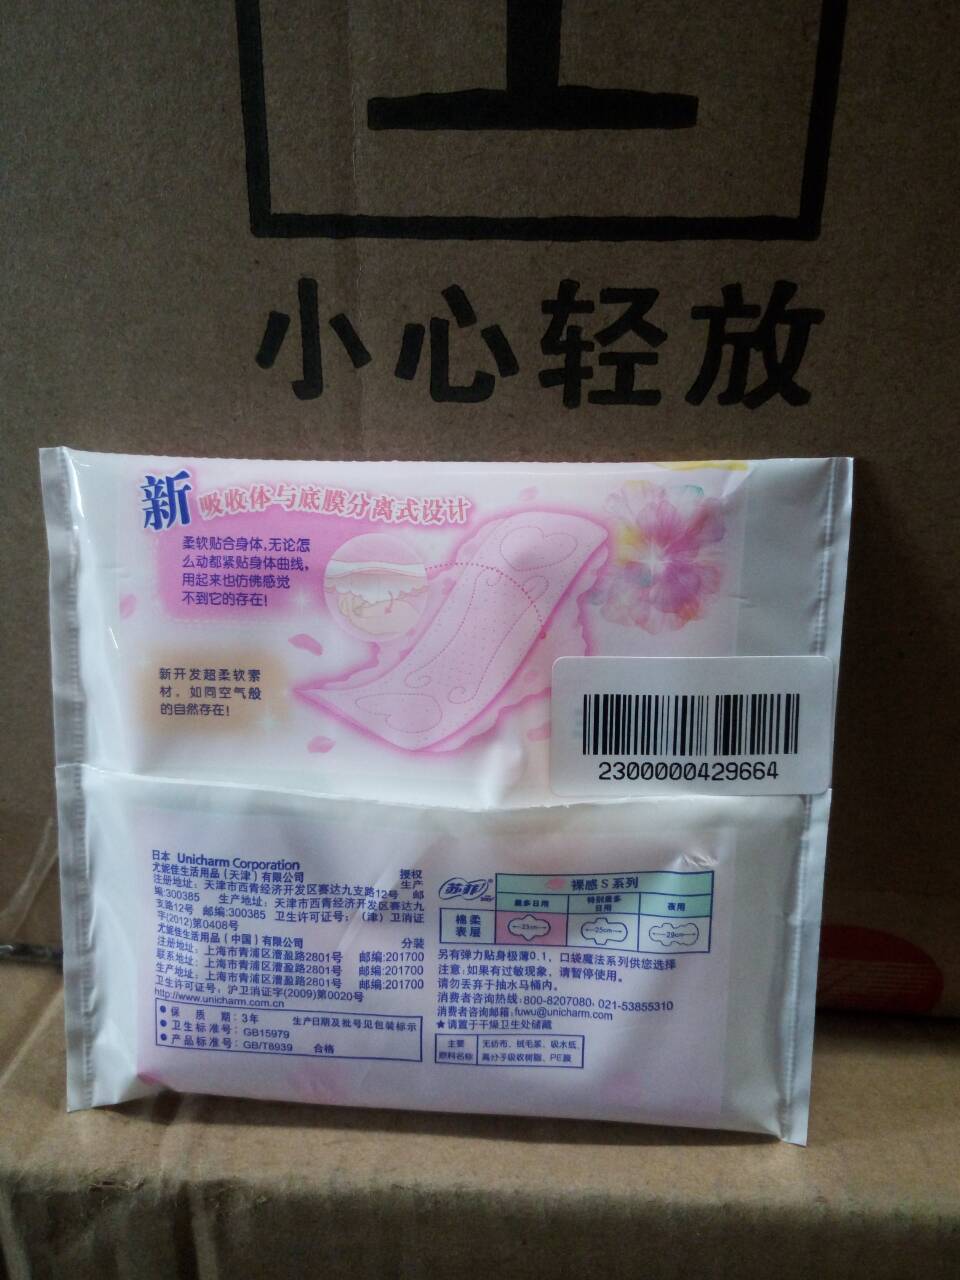 小心轻放
新 吸收体与底膜分离式设计
柔软贴合身体,无论怎
么动都紧贴身体曲线,
用起来也仿佛感觉
不到它的存在!
新开发超柔软素
材，如同空气般
的自然存在!
2300000429664
日本 Unicharm Corporation
尤妮佳生活用品（天津）有限公司 授权生产
注册地址：天津市西青经济开发区赛达九支路12号 邮
编:300385 生产地址：天津市西青经济开发区赛达九
支路12号 邮编:300385 卫生许可证号：（津）卫消证
字(2012)第0408号
尤妮佳生活用品（中国）有限公司 分装
注册地址：上海市青浦区漕盈路2801号 邮编:201700
联系地址：上海市青浦区漕盈路2801号 邮编:201700
生产地址：上海市青浦区漕盈路2801号 邮编:201700
卫生许可证号：沪卫消证字(2009)第0020号
http://www.unicharm.com.cn
● 保 质 期：3年 生产日期及批号见包装标示
● 卫生标准号：GB15979
● 产品标准号：GB/T8939 合格
苏菲 裸感S系列
量多日用 特别量多日用 夜用
棉柔表层 23cm 25cm 29cm
另有弹力贴身极薄0.1，口袋魔法系列供您选择
注意:如果有过敏现象，请暂停使用。
请勿丢弃于抽水马桶内。
消费者咨询热线:800-8207080，021-53855310
消费者咨询邮箱:fuwu@unicharm.com
★请置于干燥卫生处储藏
主要 无纺布、绒毛浆、吸水纸
原料名称 高分子吸收树脂、PE膜